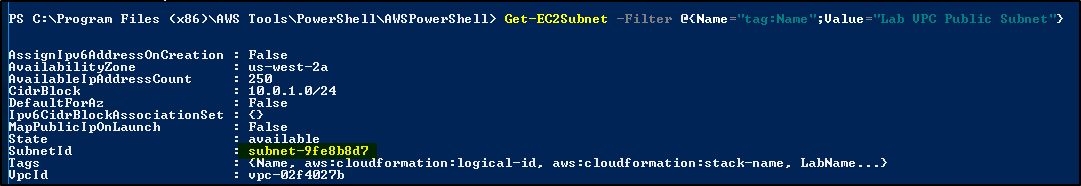 PS C:\Program Files (x86)\AWS Tools\PowerShell\AWSPowerShell> Get-EC2Subnet -Filter @{Name="tag:Name";Value="Lab VPC Public Subnet"}
AssignIpv6AddressOnCreation : False
AvailabilityZone : us-west-2a
AvailableIpAddressCount : 250
CidrBlock : 10.0.1.0/24
DefaultForAz : False
Ipv6CidrBlockAssociationSet : {}
MapPublicIpOnLaunch : False
State : available
SubnetId : subnet-9fe8b8d7
Tags : {Name, aws:cloudformation:logical-id, aws:cloudformation:stack-name, LabName...}
VpcId : vpc-02f4027b